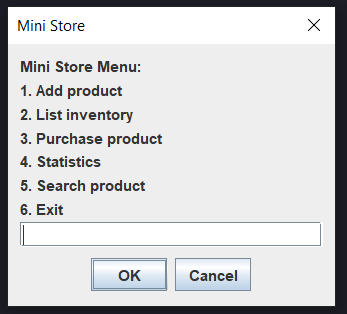 Mini Store
Mini Store Menu:
1. Add product
2. List inventory
3. Purchase product
4. Statistics
5. Search product
6. Exit
OK Cancel